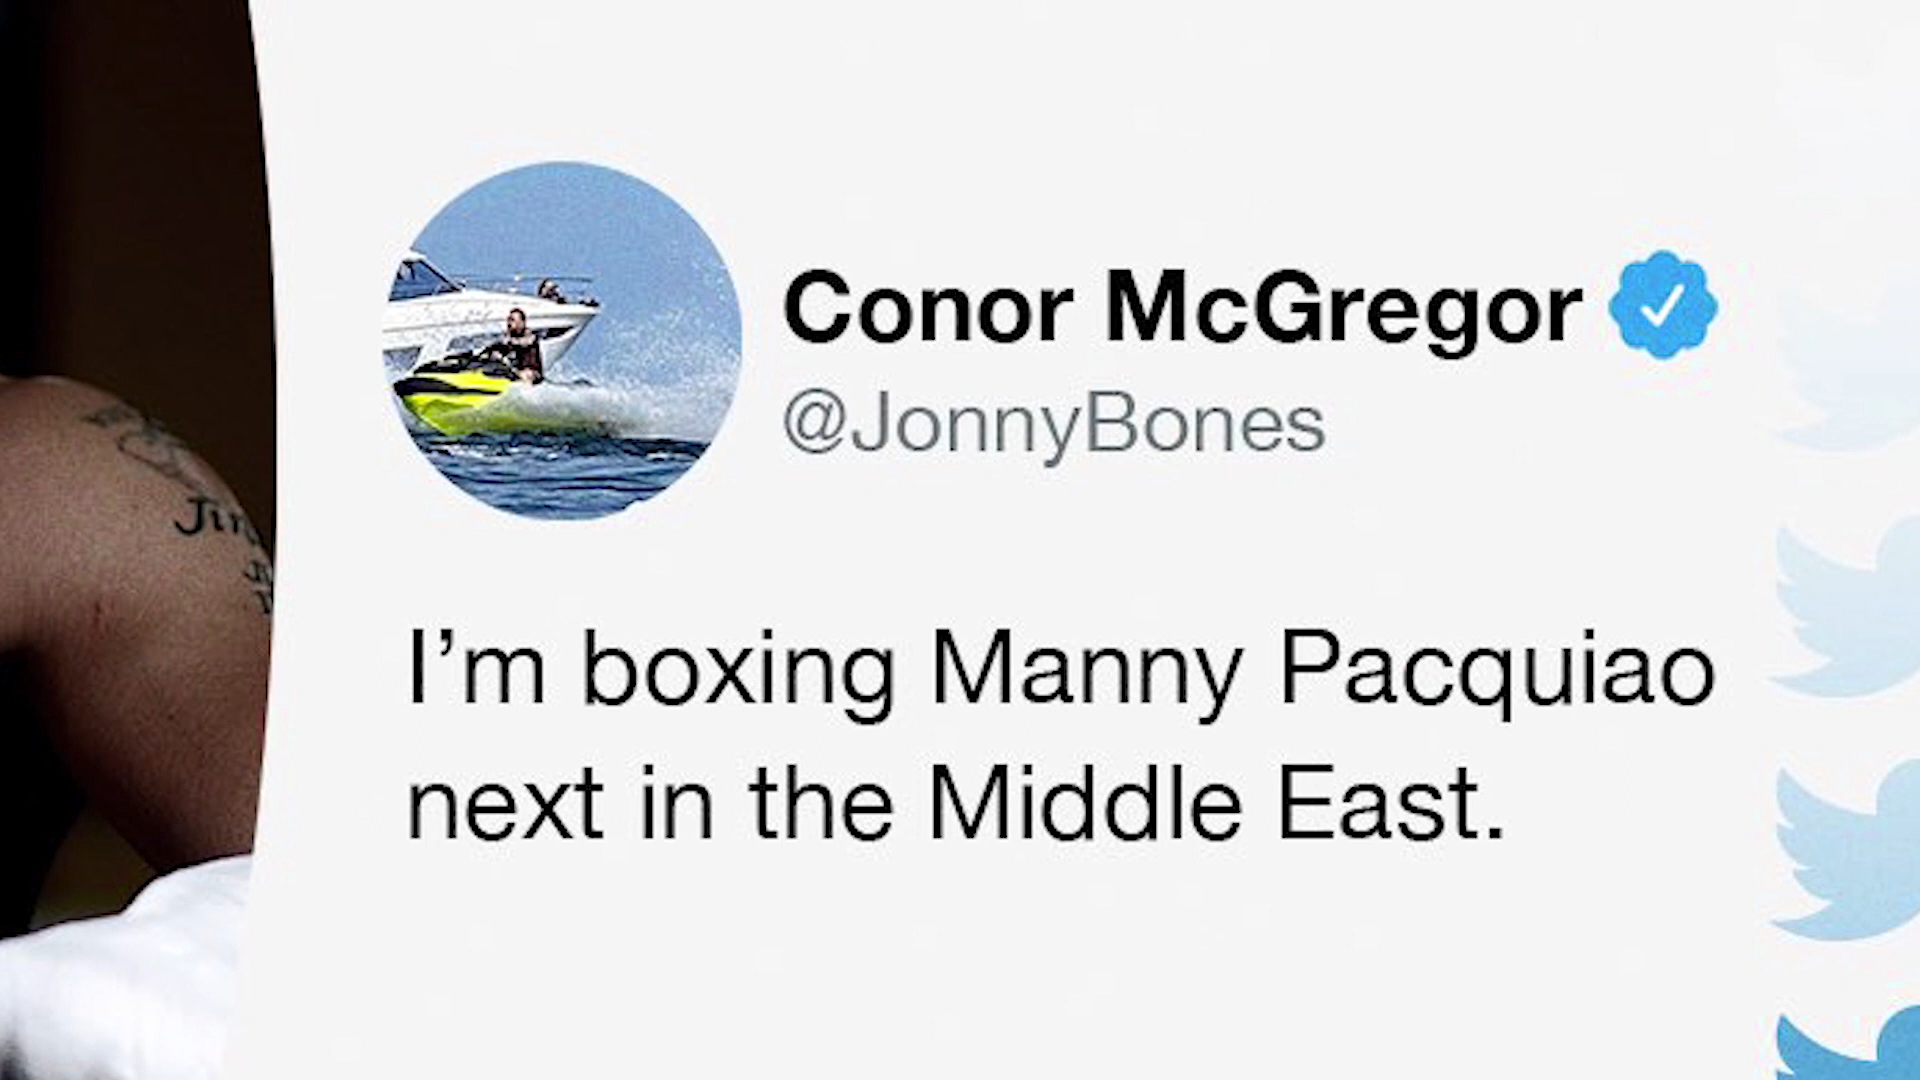 Conor McGregor
@JonnyBones
I’m boxing Manny Pacquiao
next in the Middle East.